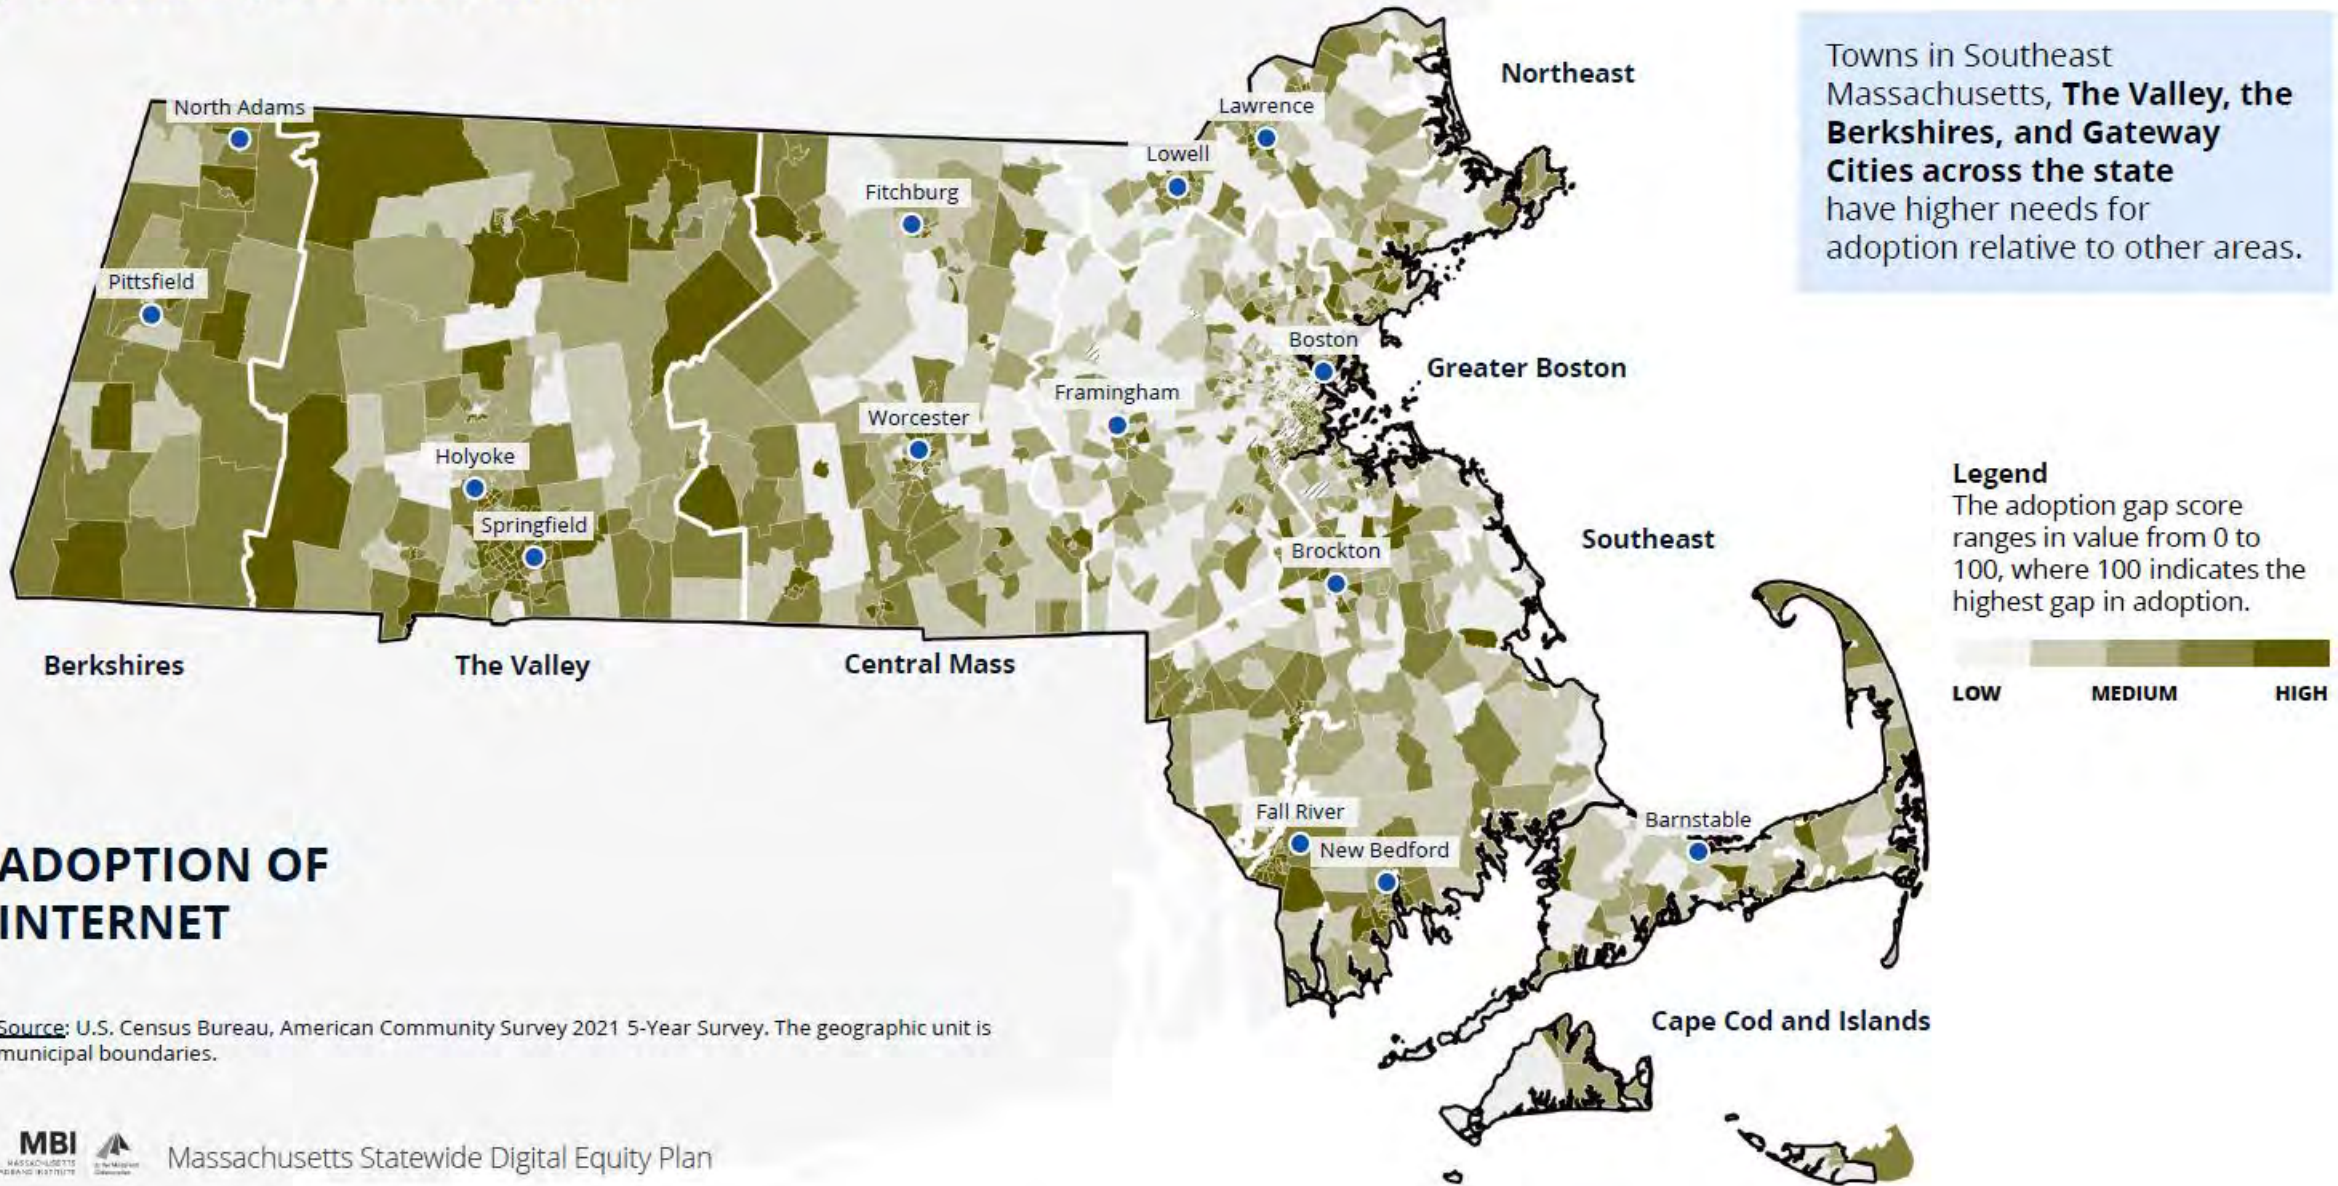 Northeast
Towns in Southeast
Massachusetts, The Valley, the
Berkshires, and Gateway
Cities across the state
have higher needs for
adoption relative to other areas.
North Adams
Lawrence
Lowell
Fitchburg
Pittsfield
Boston
Greater Boston
Framingham
Worcester
Holyoke
Springfield
Brockton
Southeast
Legend
The adoption gap score
ranges in value from 0 to
100, where 100 indicates the
highest gap in adoption.
LOW MEDIUM HIGH
Berkshires
The Valley
Central Mass
Fall River
New Bedford
Barnstable
Cape Cod and Islands
ADOPTION OF
INTERNET
Source: U.S. Census Bureau, American Community Survey 2021 5-Year Survey. The geographic unit is
municipal boundaries.
MBI
Massachusetts Statewide Digital Equity Plan